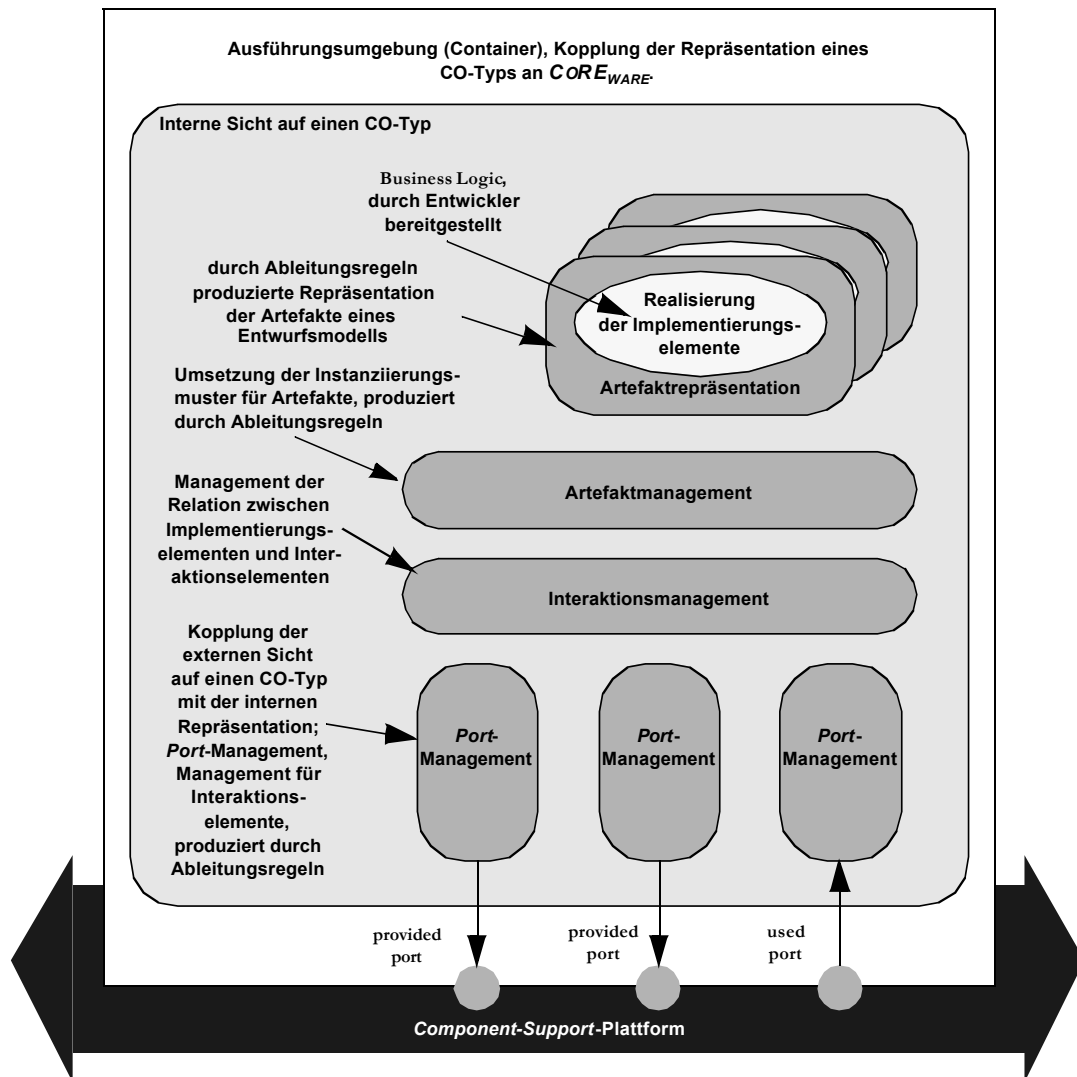 Ausführungsumgebung (Container), Kopplung der Repräsentation eines
CO-Typs an CORE WARE.
Interne Sicht auf einen CO-Typ
Business Logic,
durch Entwickler
bereitgestellt
durch Ableitungsregeln
produzierte Repräsentation
der Artefakte eines
Entwurfsmodells
Realisierung
der Implementierungs-
elemente
Artefaktrepräsentation
Umsetzung der Instanziierungs-
muster für Artefakte, produziert
durch Ableitungsregeln
Artefaktmanagement
Management der
Relation zwischen
Implementierungs-
elementen und Inter-
aktionselementen
Interaktionsmanagement
Kopplung der
externen Sicht
auf einen CO-Typ
mit der internen
Repräsentation;
Port-Management,
Management für
Interaktions-
elemente,
produziert durch
Ableitungsregeln
Port-
Management
Port-
Management
Port-
Management
provided
port
provided
port
used
port
Component-Support-Plattform